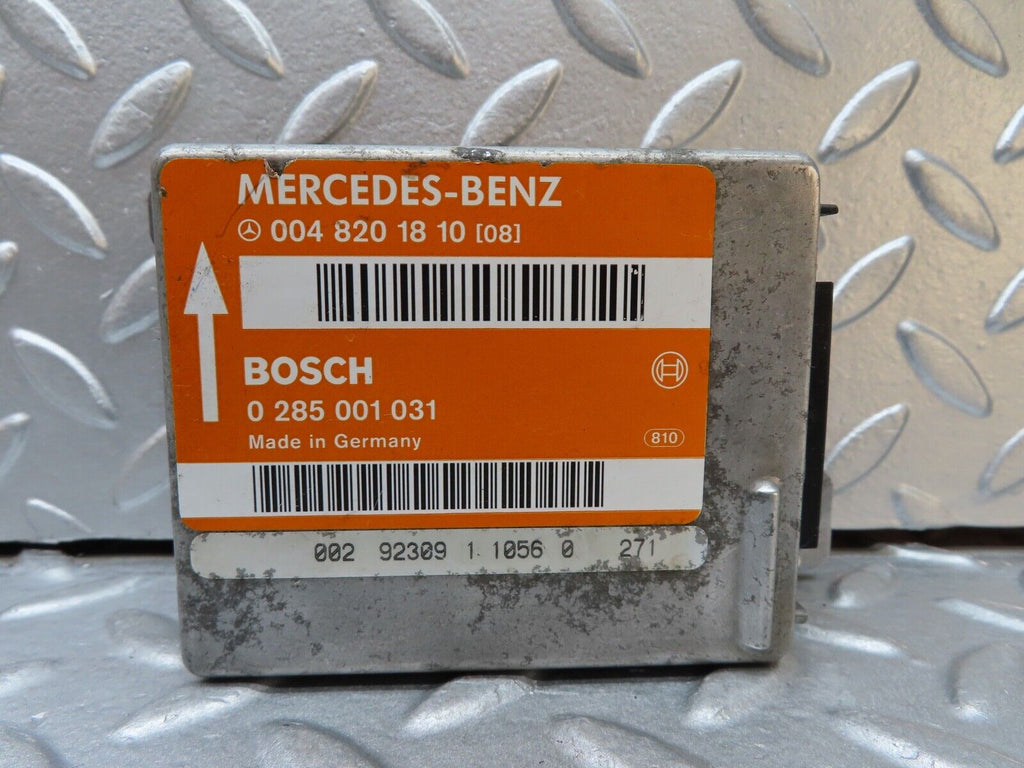 MERCEDES-BENZ
004 820 18 10 [08]
BOSCH
0 285 001 031
Made in Germany
810
002 92309 1 1056 0 271